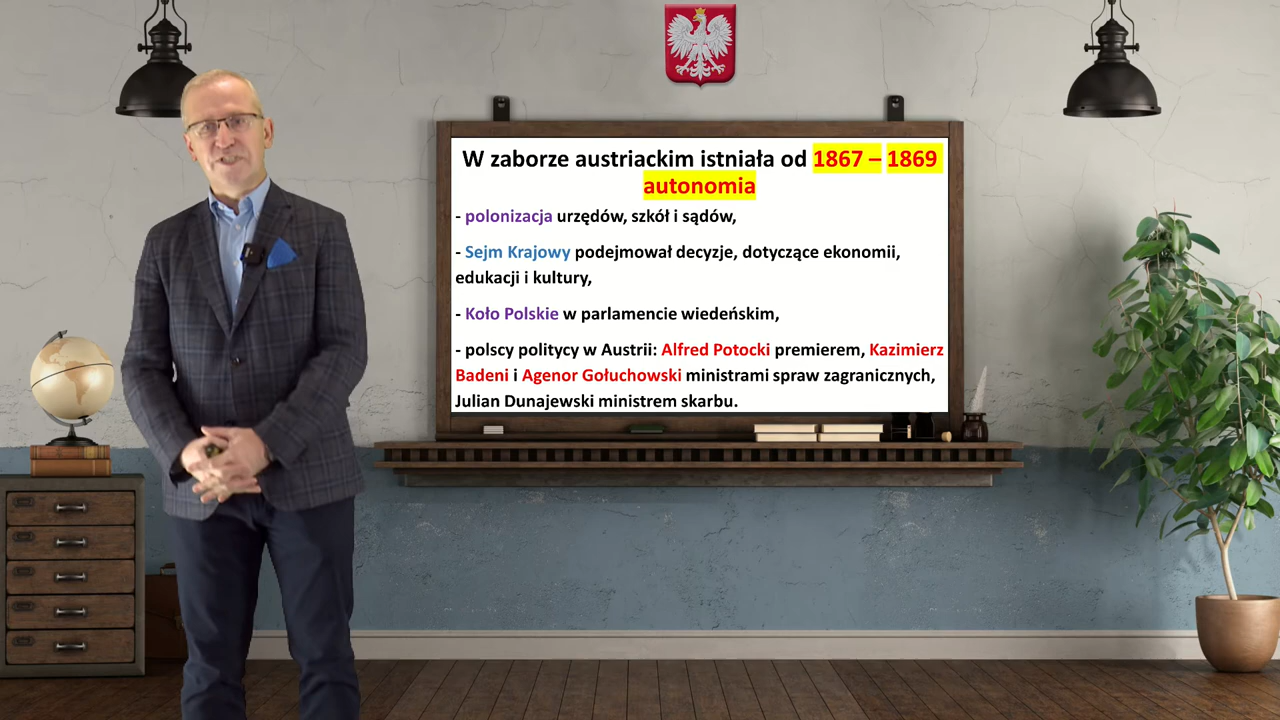 W zaborze austriackim istniała od 1867 – 1869
autonomia
- polonizacja urzędów, szkół i sądów,
- Sejm Krajowy podejmował decyzje, dotyczące ekonomii,
edukacji i kultury,
- Koło Polskie w parlamencie wiedeńskim,
- polscy politycy w Austrii: Alfred Potocki premierem, Kazimierz
Badeni i Agenor Gołuchowski ministrami spraw zagranicznych,
Julian Dunajewski ministrem skarbu.